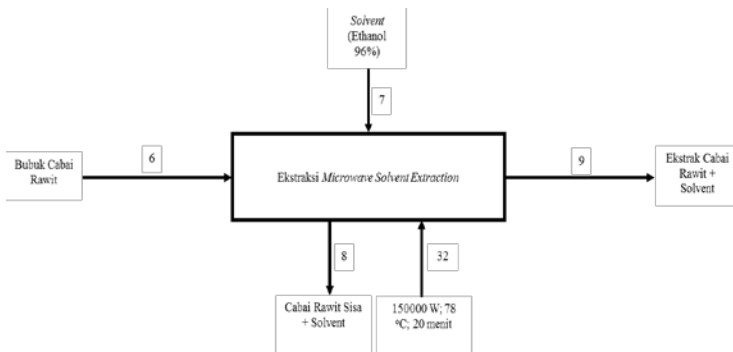 Solvent
(Ethanol
96%)
7
Bubuk Cabai
Rawit
6
Ekstraksi Microwave Solvent Extraction
9
Ekstrak Cabai
Rawit +
Solvent
8
32
Cabai Rawit Sisa
+ Solvent
150000 W; 78
°C; 20 menit